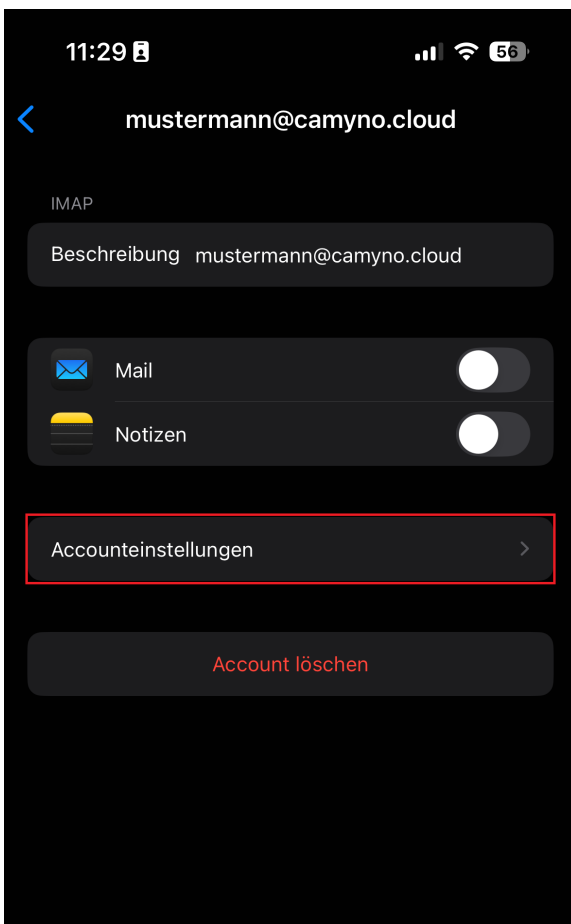 11:29
56
mustermann@camyno.cloud
IMAP
Beschreibung mustermann@camyno.cloud
Mail
Notizen
Accounteinstellungen
Account löschen